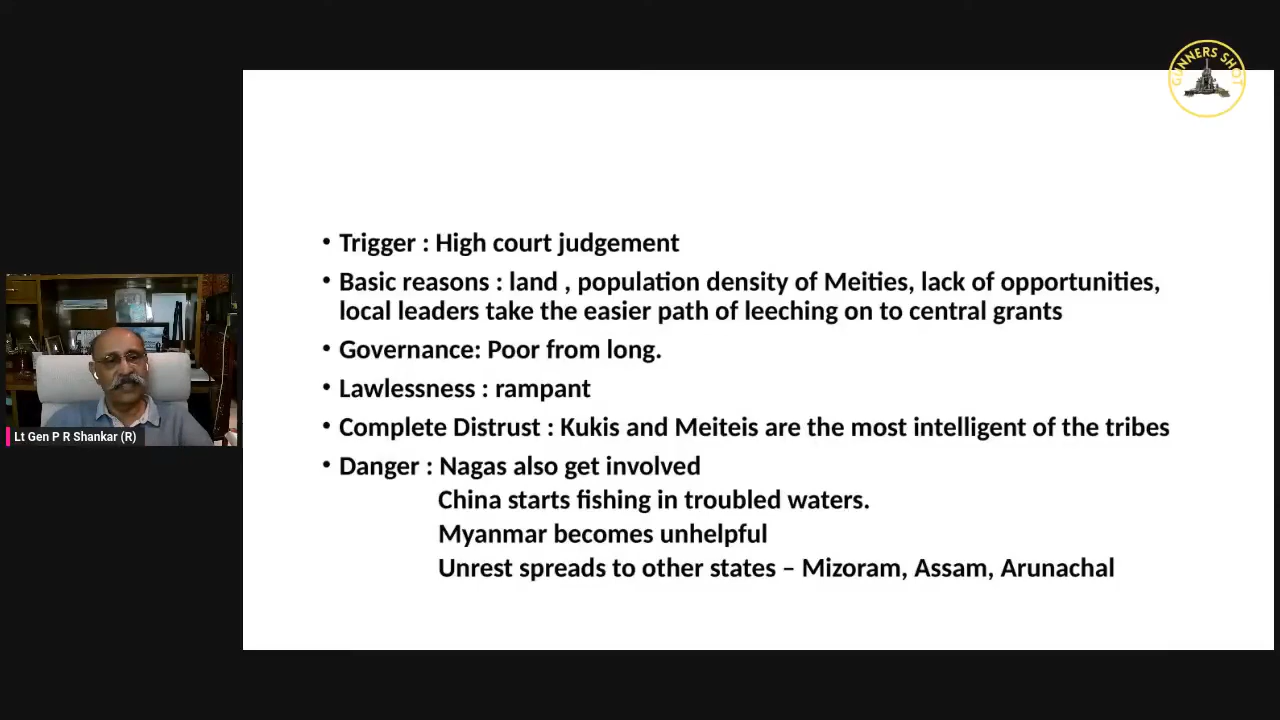 GUNNERS SHOT
• Trigger : High court judgement
• Basic reasons : land , population density of Meities, lack of opportunities,
local leaders take the easier path of leeching on to central grants
• Governance: Poor from long.
• Lawlessness : rampant
• Complete Distrust : Kukis and Meiteis are the most intelligent of the tribes
• Danger : Nagas also get involved
China starts fishing in troubled waters.
Myanmar becomes unhelpful
Unrest spreads to other states – Mizoram, Assam, Arunachal
Lt Gen P R Shankar (R)